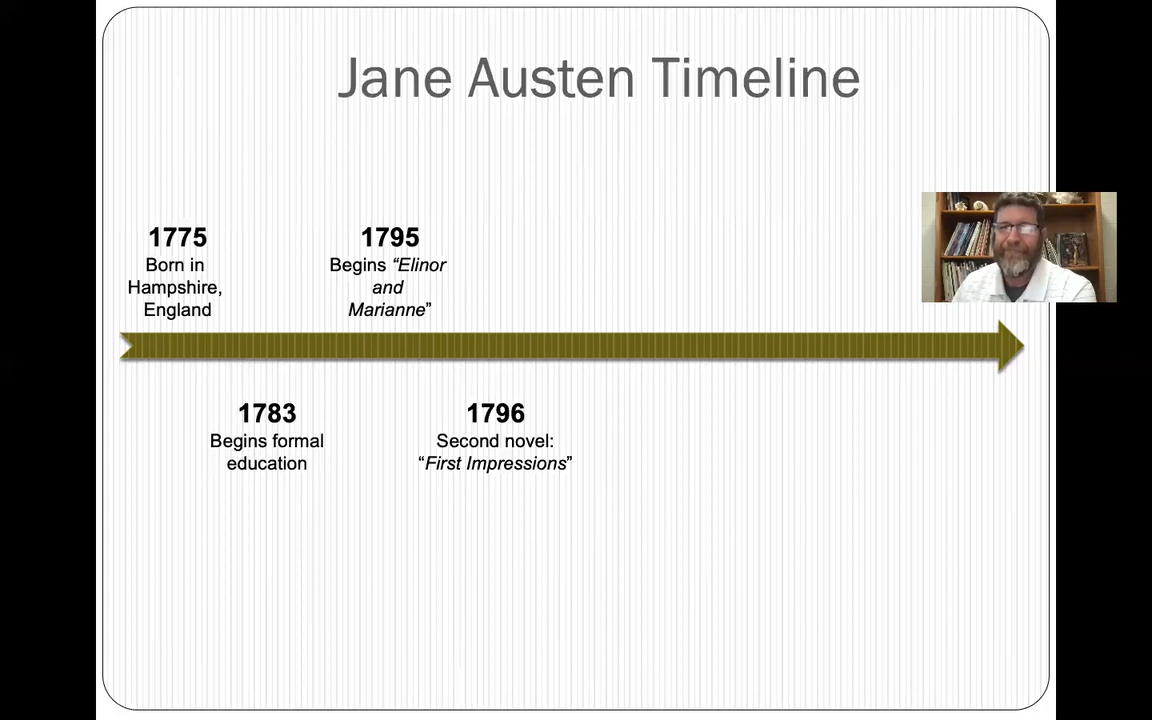 Jane Austen Timeline
1775
Born in
Hampshire,
England
1795
Begins “Elinor
and
Marianne”
1783
Begins formal
education
1796
Second novel:
“First Impressions”